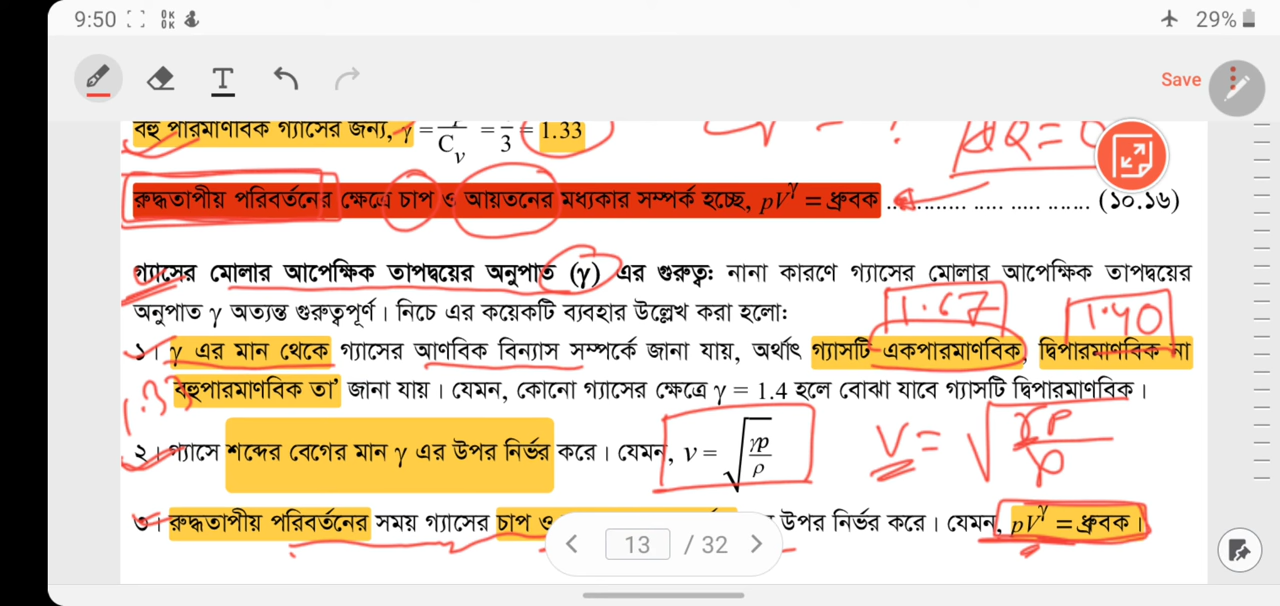 9:50 OK OK 29%
T Save
বহু পারমাণবিক গ্যাসের জন্য, γ = p / C_v = / 3 = 1.33 = ? ΔQ = 0
রুদ্ধতাপীয় পরিবর্তনের ক্ষেত্রে চাপ ও আয়তনের মধ্যকার সম্পর্ক হচ্ছে, pV^γ = ধ্রুবক ............ ..... ..... ....... (১০.১৬)
গ্যাসের মোলার আপেক্ষিক তাপদ্বয়ের অনুপাত (γ) এর গুরুত্ব: নানা কারণে গ্যাসের মোলার আপেক্ষিক তাপদ্বয়ের
অনুপাত γ অত্যন্ত গুরুত্বপূর্ণ। নিচে এর কয়েকটি ব্যবহার উল্লেখ করা হলো:
1.67 1.40
১। γ এর মান থেকে গ্যাসের আণবিক বিন্যাস সম্পর্কে জানা যায়, অর্থাৎ গ্যাসটি একপারমাণবিক, দ্বিপারমাণবিক না
বহুপারমাণবিক তা' জানা যায়। যেমন, কোনো গ্যাসের ক্ষেত্রে γ = 1.4 হলে বোঝা যাবে গ্যাসটি দ্বিপারমাণবিক।
1.33
২। গ্যাসে শব্দের বেগের মান γ এর উপর নির্ভর করে। যেমন, v = √(γp/ρ) v = √(γp/ρ)
৩। রুদ্ধতাপীয় পরিবর্তনের সময় গ্যাসের চাপ ও উপর নির্ভর করে। যেমন, pV^γ = ধ্রুবক।
< 13 / 32 >